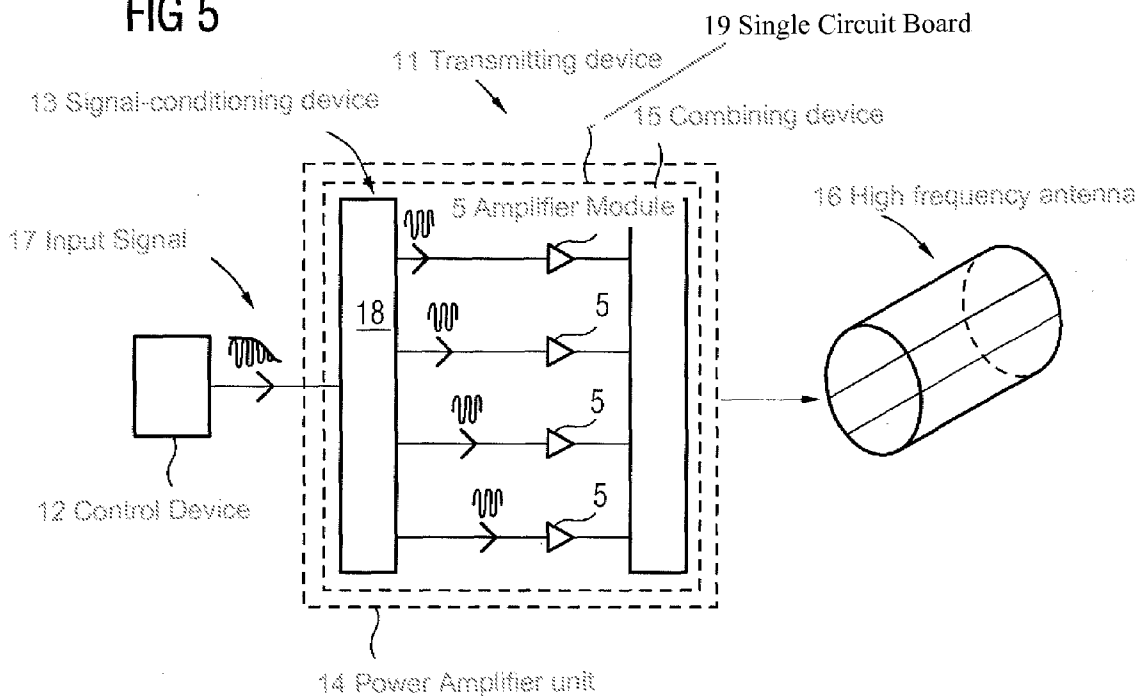 FIG 5
19 Single Circuit Board
11 Transmitting device
13 Signal-conditioning device
15 Combining device
5 Amplifier Module
16 High frequency antenna
17 Input Signal
18
5
5
5
12 Control Device
14 Power Amplifier unit